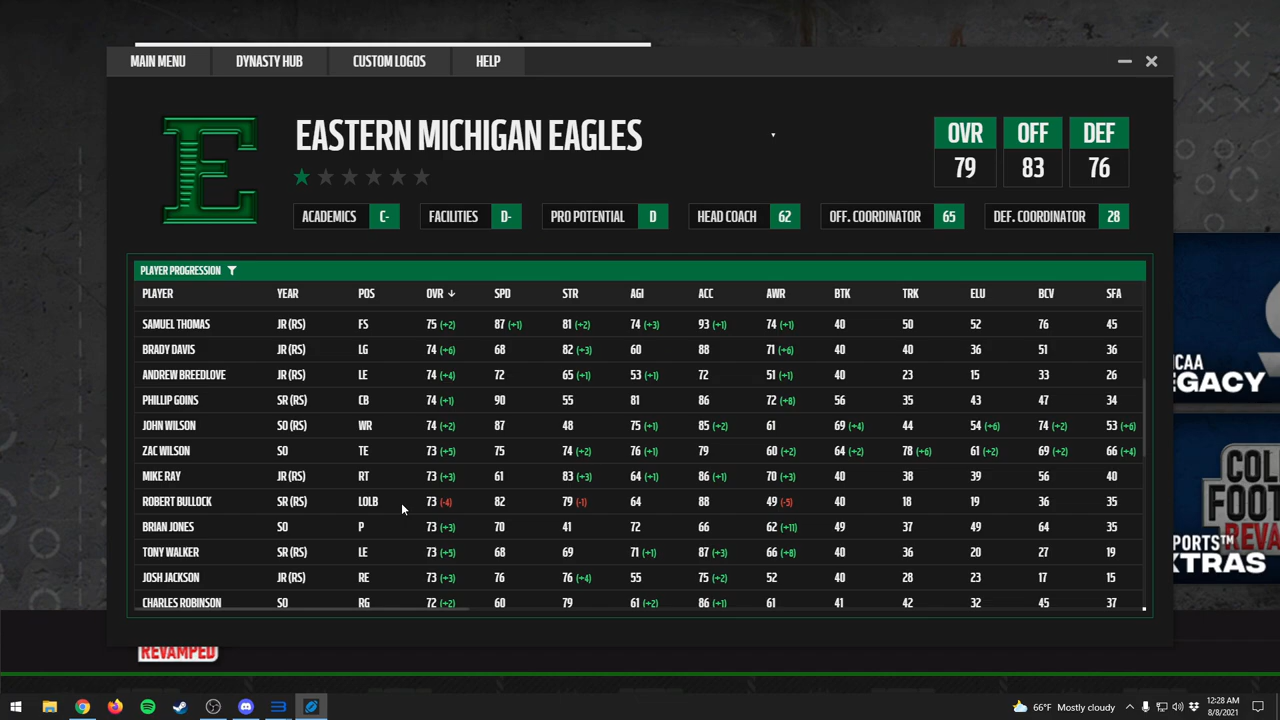 MAIN MENU DYNASTY HUB CUSTOM LOGOS HELP
E
EASTERN MICHIGAN EAGLES
OVR OFF DEF
79 83 76
ACADEMICS C- FACILITIES D- PRO POTENTIAL D HEAD COACH 62 OFF. COORDINATOR 65 DEF. COORDINATOR 28
PLAYER PROGRESSION
PLAYER YEAR POS OVR SPD STR AGI ACC AWR BTK TRK ELU BCV SFA
SAMUEL THOMAS JR (RS) FS 75 (+2) 87 (+1) 81 (+2) 74 (+3) 93 (+1) 74 (+1) 40 50 52 76 45
BRADY DAVIS JR (RS) LG 74 (+6) 68 82 (+3) 60 88 71 (+6) 40 40 36 51 36
ANDREW BREEDLOVE JR (RS) LE 74 (+4) 72 65 (+1) 53 (+1) 72 51 (+1) 40 23 15 33 26
PHILLIP GOINS SR (RS) CB 74 (+1) 90 55 81 86 72 (+8) 56 35 43 47 34
JOHN WILSON SO (RS) WR 74 (+2) 87 48 75 (+1) 85 (+2) 61 69 (+4) 44 54 (+6) 74 (+2) 53 (+6)
ZAC WILSON SO TE 73 (+5) 75 74 (+2) 76 (+1) 79 60 (+2) 64 (+2) 78 (+6) 61 (+2) 69 (+2) 66 (+4)
MIKE RAY JR (RS) RT 73 (+3) 61 83 (+3) 64 (+1) 86 (+1) 70 (+3) 40 38 39 56 40
ROBERT BULLOCK SR (RS) LOLB 73 (-4) 82 79 (-1) 64 88 49 (-5) 40 18 19 36 35
BRIAN JONES SO P 73 (+3) 70 41 72 66 62 (+11) 49 37 49 64 35
TONY WALKER SR (RS) LE 73 (+5) 68 69 71 (+1) 87 (+3) 66 (+8) 40 36 20 27 19
JOSH JACKSON JR (RS) RE 73 (+3) 76 76 (+4) 55 75 (+2) 52 40 28 23 17 15
CHARLES ROBINSON SO RG 72 (+2) 60 79 61 (+2) 86 (+1) 61 41 42 32 45 37
REVAMPED
66°F Mostly cloudy
12:28 AM
8/8/2021